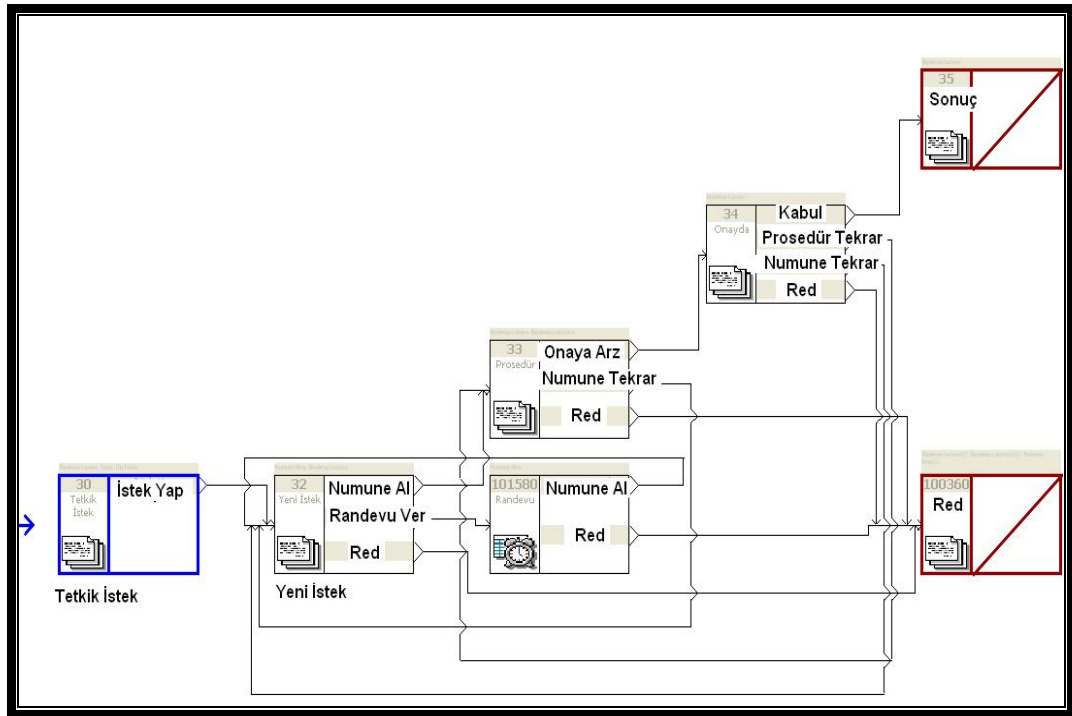 35
Sonuç
34
Onayda
Kabul
Prosedür Tekrar
Numune Tekrar
Red
33
Prosedür
Onaya Arz
Numune Tekrar
Red
30
Tetkik
İstek
İstek Yap
Tetkik İstek
32
Yeni İstek
Numune Al
Randevu Ver
Red
Yeni İstek
101580
Randevu
Numune Al
Red
100360
Red